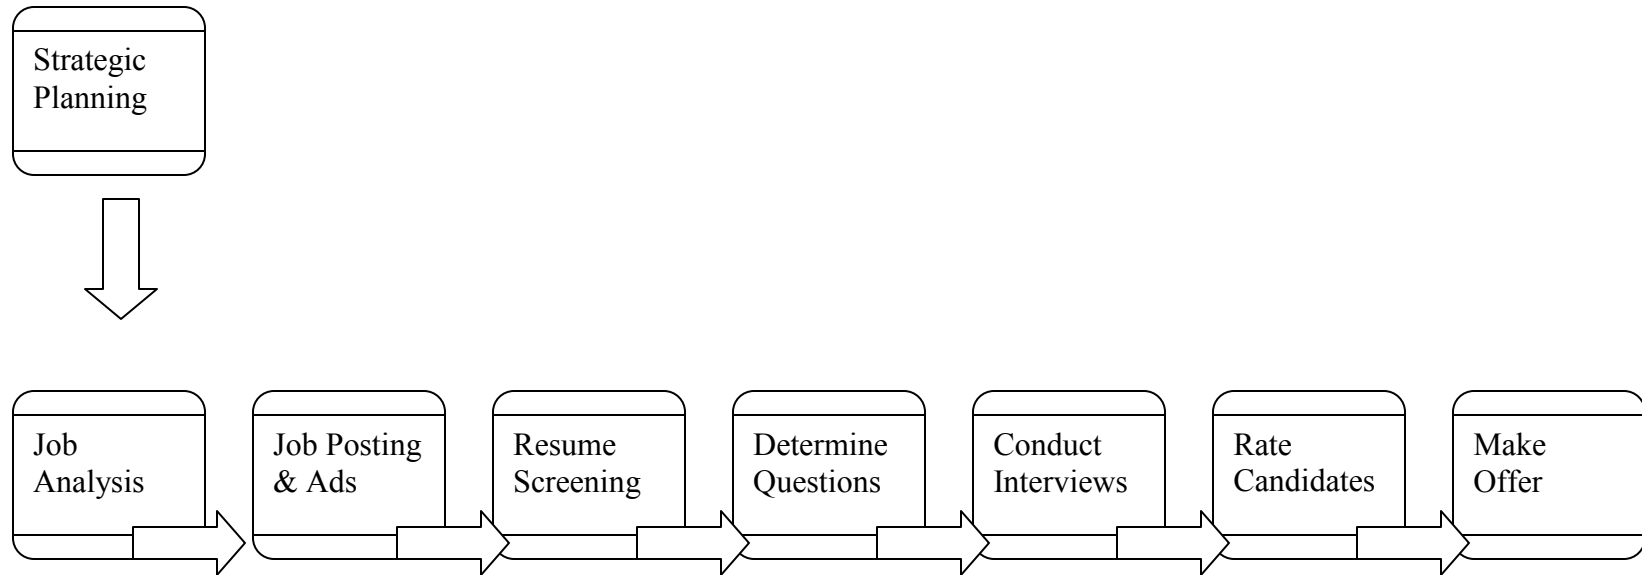 Strategic
Planning
Job
Analysis
Job Posting
& Ads
Resume
Screening
Determine
Questions
Conduct
Interviews
Rate
Candidates
Make
Offer